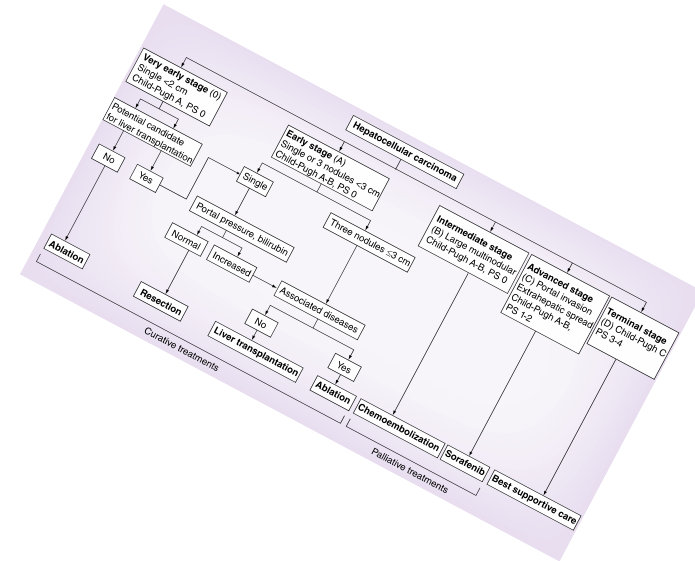 Hepatocellular carcinoma
Very early stage (0)
Single <2 cm
Child-Pugh A, PS 0
Potential candidate
for liver transplantation
No
Yes
Ablation
Early stage (A)
Single or 3 nodules <3 cm
Child-Pugh A-B, PS 0
Single
Portal pressure, bilirubin
Normal
Increased
Resection
Three nodules ≤3 cm
Associated diseases
No
Yes
Liver transplantation
Ablation
Intermediate stage
(B) Large multinodular
Child-Pugh A-B, PS 0
Chemoembolization
Advanced stage
(C) Portal invasion
Extrahepatic spread
Child-Pugh A-B,
PS 1-2
Sorafenib
Terminal stage
(D) Child-Pugh C
PS 3-4
Best supportive care
Curative treatments
Palliative treatments